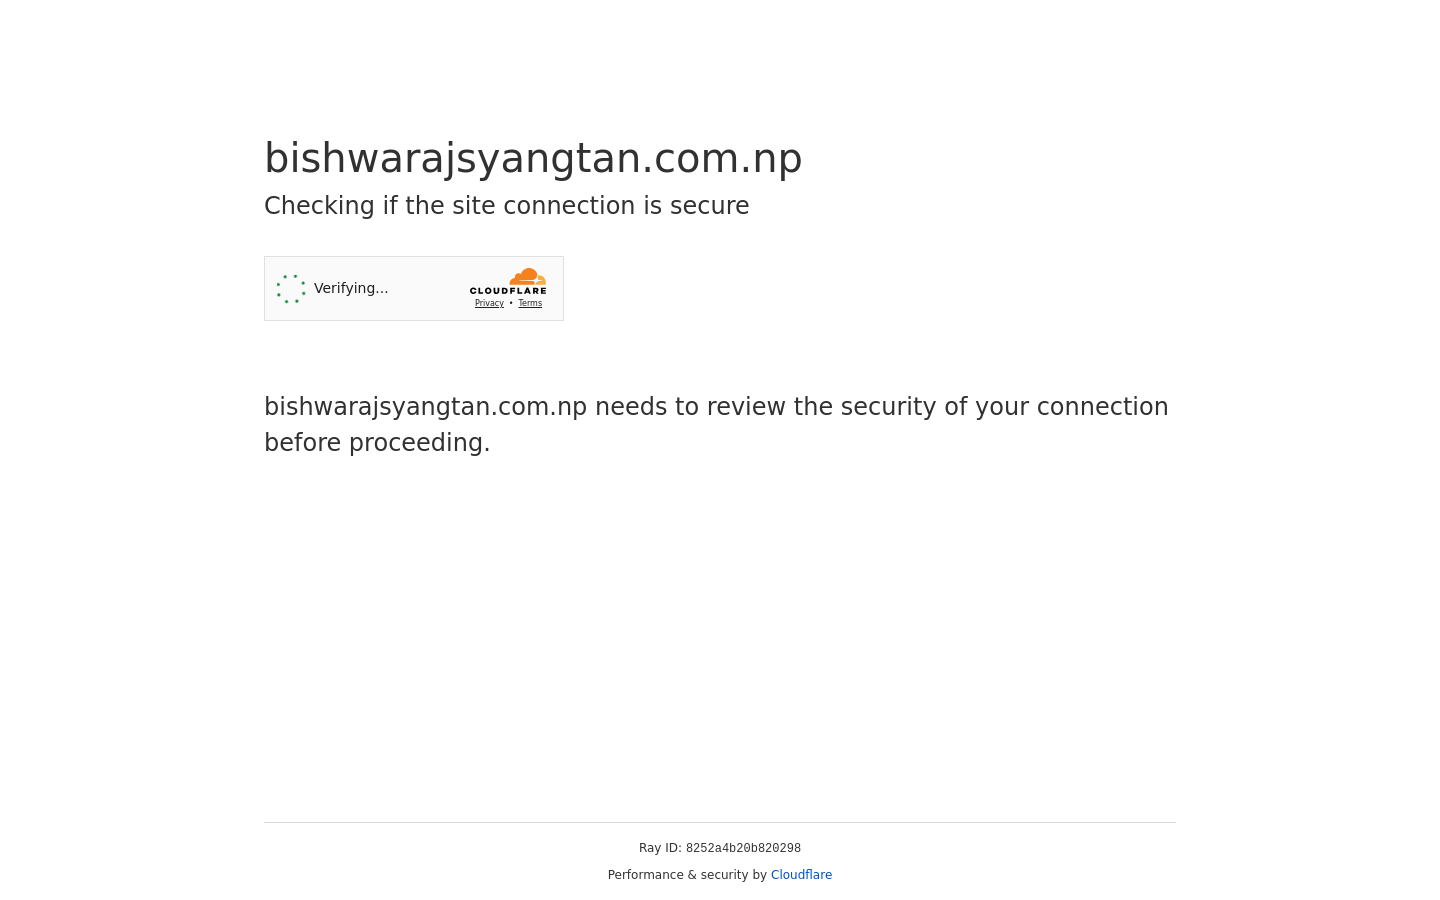 bishwarajsyangtan.com.np
Checking if the site connection is secure
Verifying...
CLOUDFLARE
Privacy • Terms
bishwarajsyangtan.com.np needs to review the security of your connection
before proceeding.
Ray ID: 8252a4b20b820298
Performance & security by Cloudflare